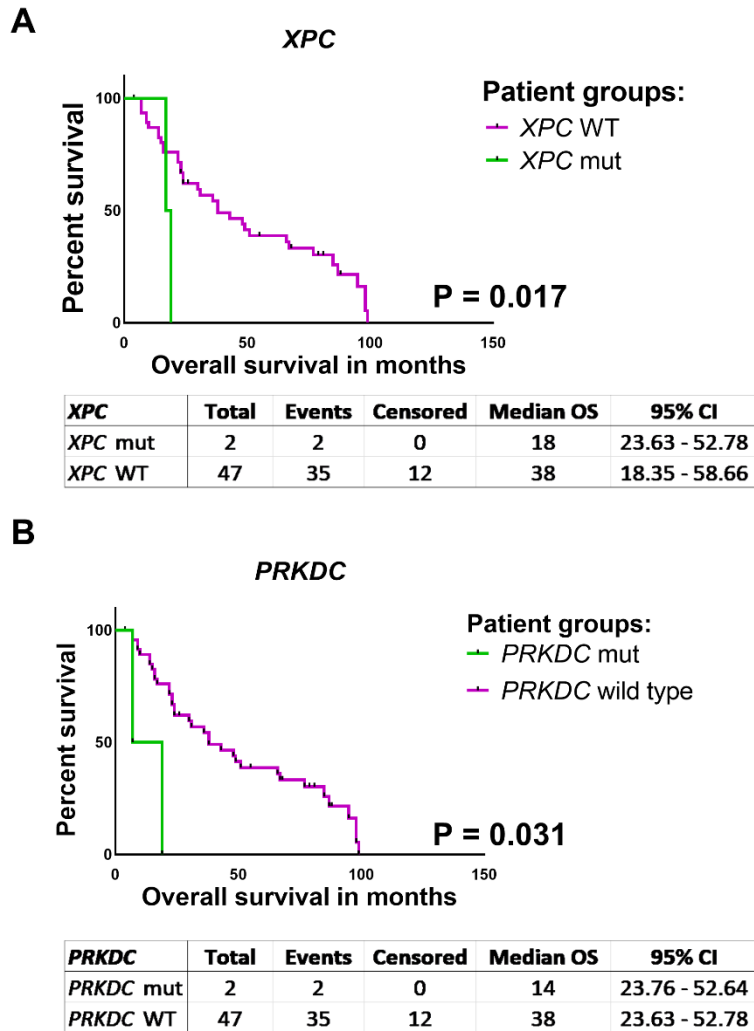 A
XPC
Patient groups:
XPC WT
XPC mut
Percent survival
100
50
0
0 50 100 150
P = 0.017
Overall survival in months
XPC Total Events Censored Median OS 95% CI
XPC mut 2 2 0 18 23.63 - 52.78
XPC WT 47 35 12 38 18.35 - 58.66
B
PRKDC
Patient groups:
PRKDC mut
PRKDC wild type
Percent survival
100
50
0
0 50 100 150
P = 0.031
Overall survival in months
PRKDC Total Events Censored Median OS 95% CI
PRKDC mut 2 2 0 14 23.76 - 52.64
PRKDC WT 47 35 12 38 23.63 - 52.78